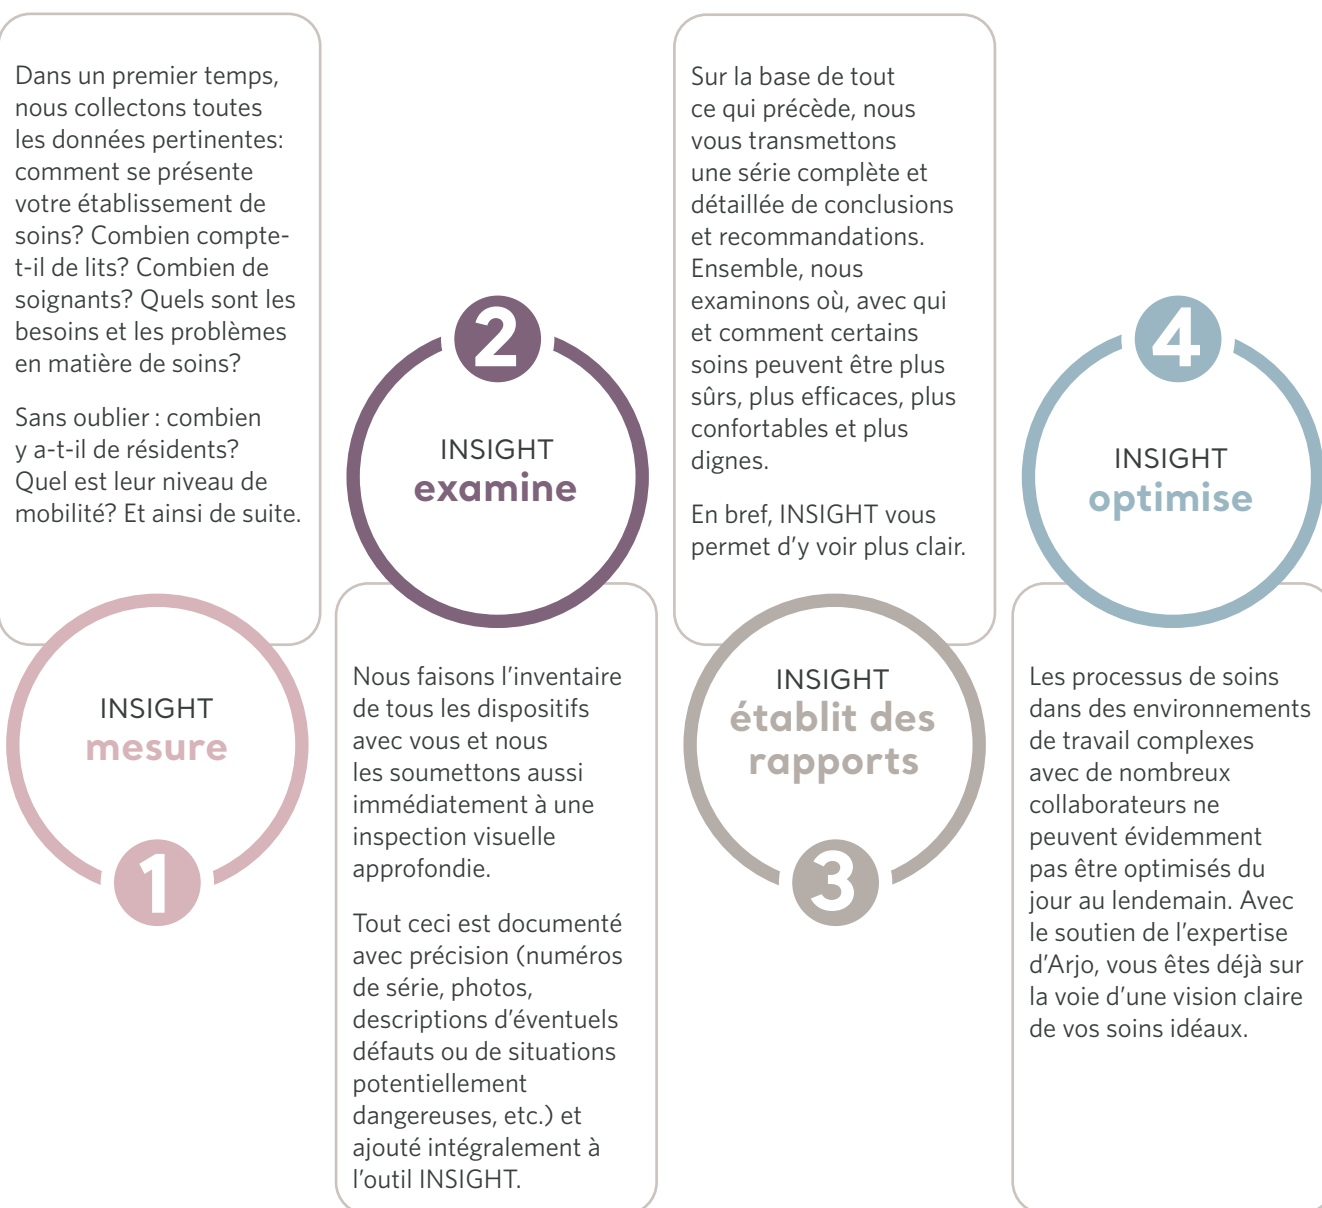 Dans un premier temps,
nous collectons toutes
les données pertinentes:
comment se présente
votre établissement de
soins? Combien compte-
t-il de lits? Combien de
soignants? Quels sont les
besoins et les problèmes
en matière de soins?
Sans oublier : combien
y a-t-il de résidents?
Quel est leur niveau de
mobilité? Et ainsi de suite.
INSIGHT
mesure
1
2
INSIGHT
examine
Nous faisons l'inventaire
de tous les dispositifs
avec vous et nous
les soumettons aussi
immédiatement à une
inspection visuelle
approfondie.
Tout ceci est documenté
avec précision (numéros
de série, photos,
descriptions d'éventuels
défauts ou de situations
potentiellement
dangereuses, etc.) et
ajouté intégralement à
l'outil INSIGHT.
Sur la base de tout
ce qui précède, nous
vous transmettons
une série complète et
détaillée de conclusions
et recommandations.
Ensemble, nous
examinons où, avec qui
et comment certains
soins peuvent être plus
sûrs, plus efficaces, plus
confortables et plus
dignes.
En bref, INSIGHT vous
permet d'y voir plus clair.
INSIGHT
établit des
rapports
3
4
INSIGHT
optimise
Les processus de soins
dans des environnements
de travail complexes
avec de nombreux
collaborateurs ne
peuvent évidemment
pas être optimisés du
jour au lendemain. Avec
le soutien de l'expertise
d'Arjo, vous êtes déjà sur
la voie d'une vision claire
de vos soins idéaux.